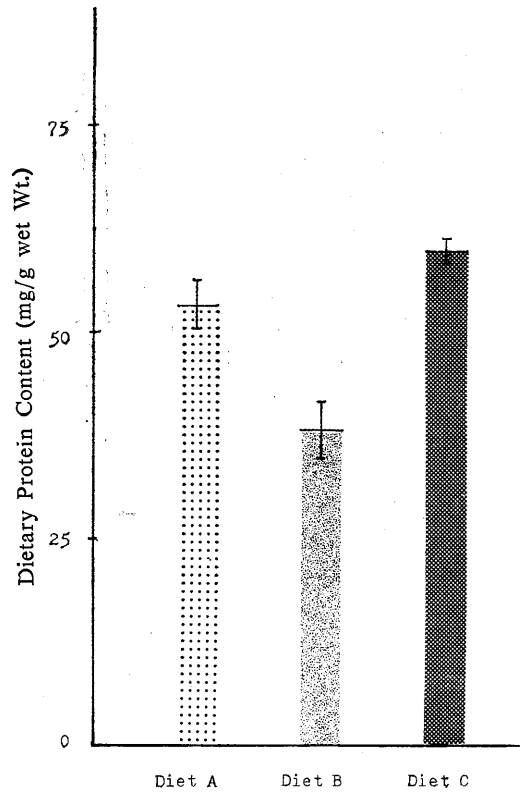 Dietary Protein Content (mg/g wet Wt.)
75
50
25
0
Diet A
Diet B
Diet C